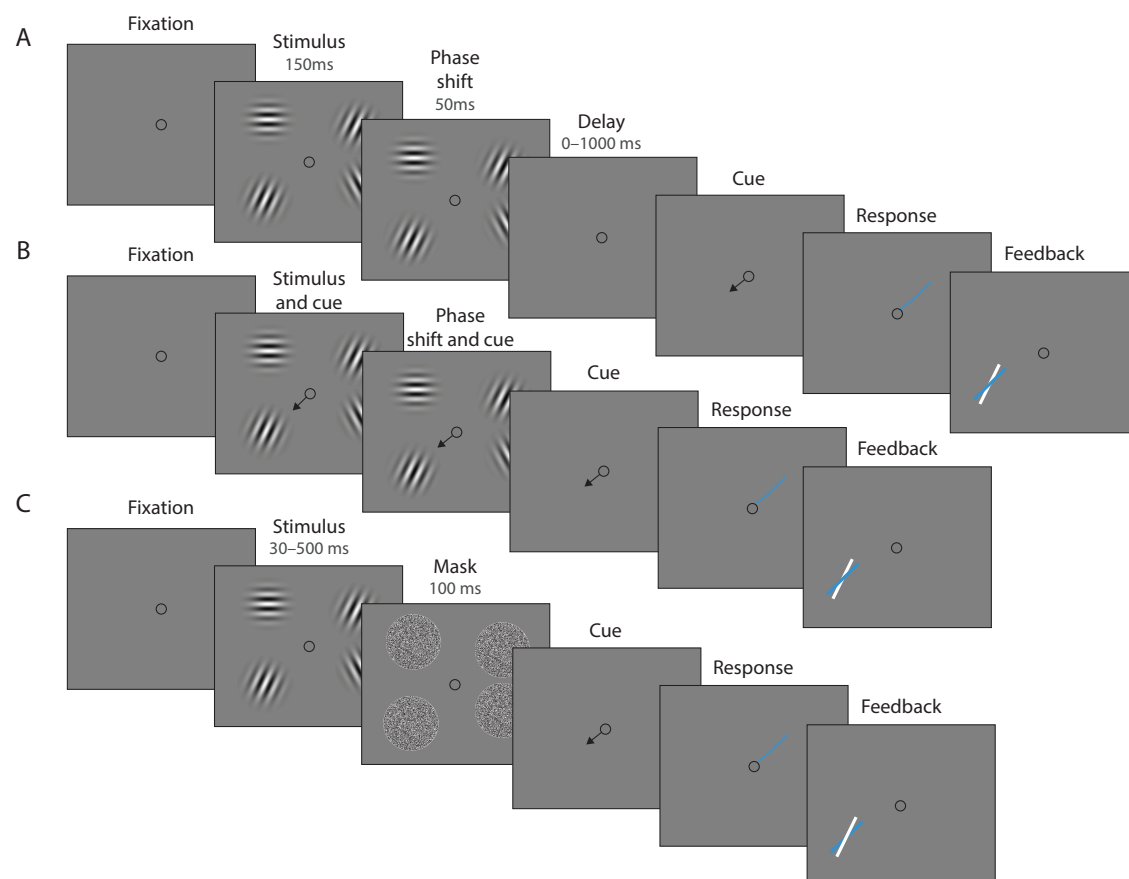 A
Fixation
Stimulus
150ms
Phase
shift
50ms
Delay
0–1000 ms
Cue
Response
Feedback
B
Fixation
Stimulus
and cue
Phase
shift and cue
Cue
Response
Feedback
C
Fixation
Stimulus
30–500 ms
Mask
100 ms
Cue
Response
Feedback